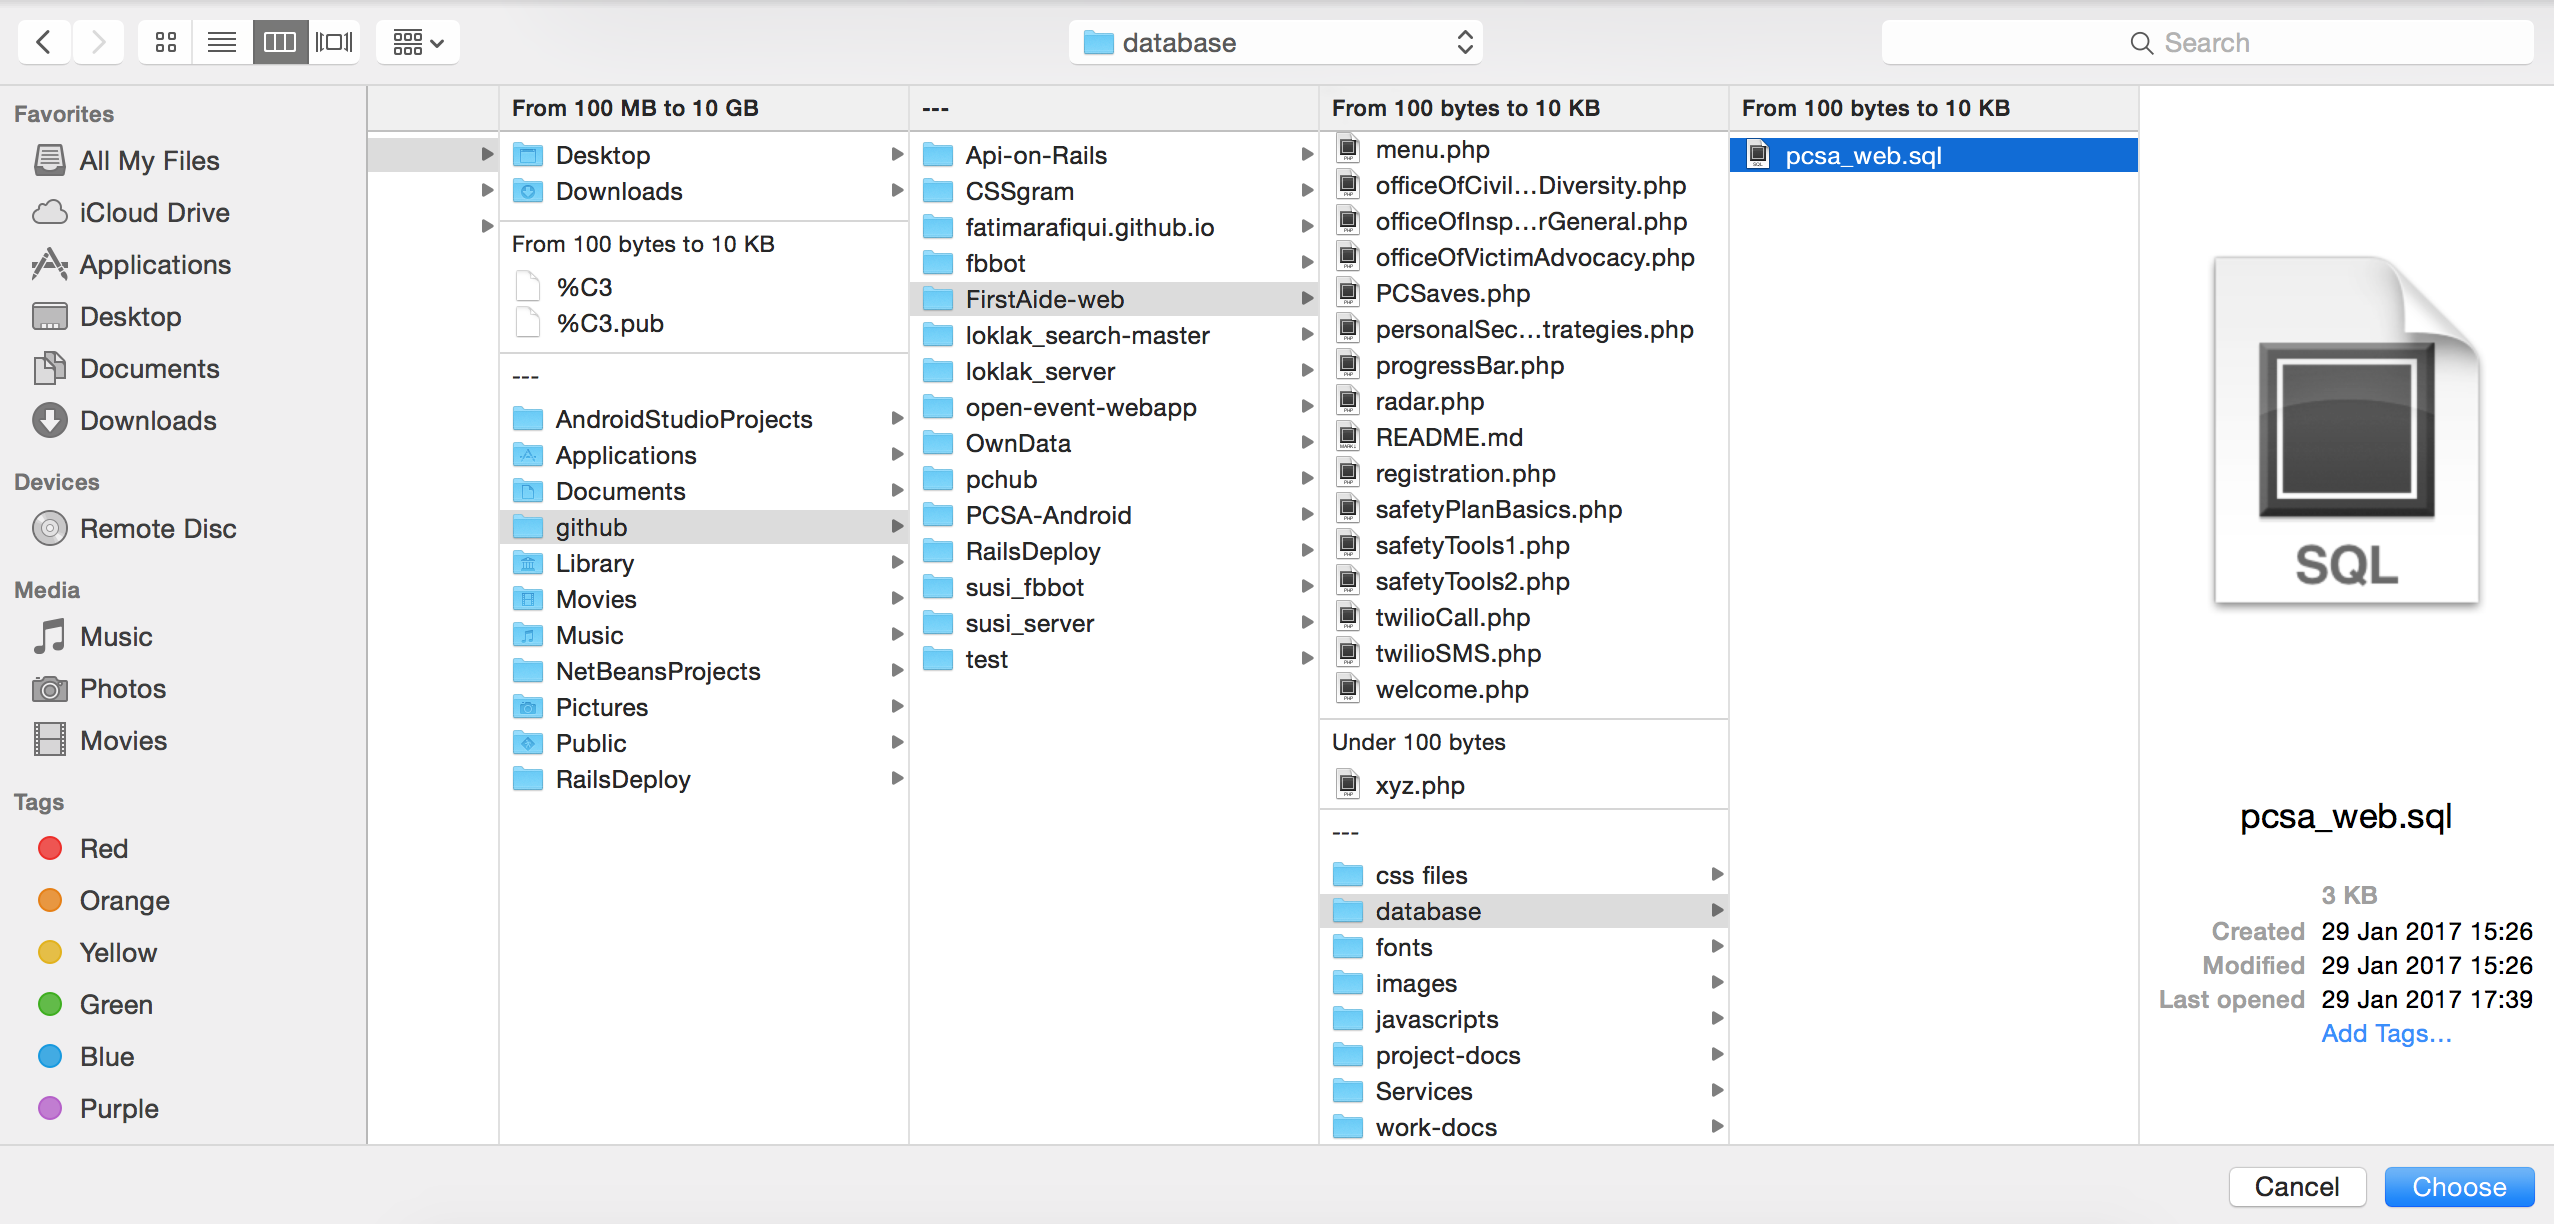 database
Search
Favorites
All My Files
iCloud Drive
Applications
Desktop
Documents
Downloads
Devices
Remote Disc
Media
Music
Photos
Movies
Tags
Red
Orange
Yellow
Green
Blue
Purple
From 100 MB to 10 GB
Desktop
Downloads
From 100 bytes to 10 KB
%C3
%C3.pub
---
AndroidStudioProjects
Applications
Documents
github
Library
Movies
Music
NetBeansProjects
Pictures
Public
RailsDeploy
---
Api-on-Rails
CSSgram
fatimarafiqui.github.io
fbbot
FirstAide-web
loklak_search-master
loklak_server
open-event-webapp
OwnData
pchub
PCSA-Android
RailsDeploy
susi_fbbot
susi_server
test
From 100 bytes to 10 KB
menu.php
officeOfCivil...Diversity.php
officeOfInsp...rGeneral.php
officeOfVictimAdvocacy.php
PCSaves.php
personalSec...trategies.php
progressBar.php
radar.php
README.md
registration.php
safetyPlanBasics.php
safetyTools1.php
safetyTools2.php
twilioCall.php
twilioSMS.php
welcome.php
Under 100 bytes
xyz.php
---
css files
database
fonts
images
javascripts
project-docs
Services
work-docs
From 100 bytes to 10 KB
pcsa_web.sql
SQL
pcsa_web.sql
3 KB
Created 29 Jan 2017 15:26
Modified 29 Jan 2017 15:26
Last opened 29 Jan 2017 17:39
Add Tags...
Cancel
Choose